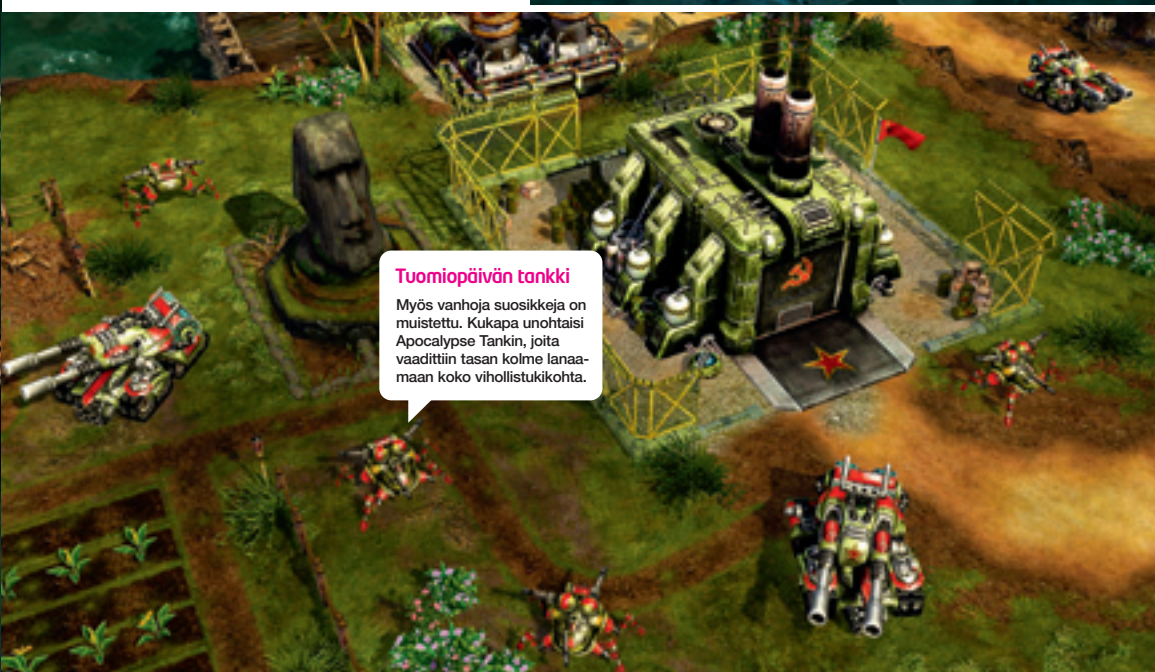 Tuomiopäivän tankki
Myös vanhoja suosikkeja on
muistettu. Kukapa unohtaisi
Apocalypse Tankin, joita
vaadittiin tasan kolme lanaa-
maan koko vihollistukikohta.